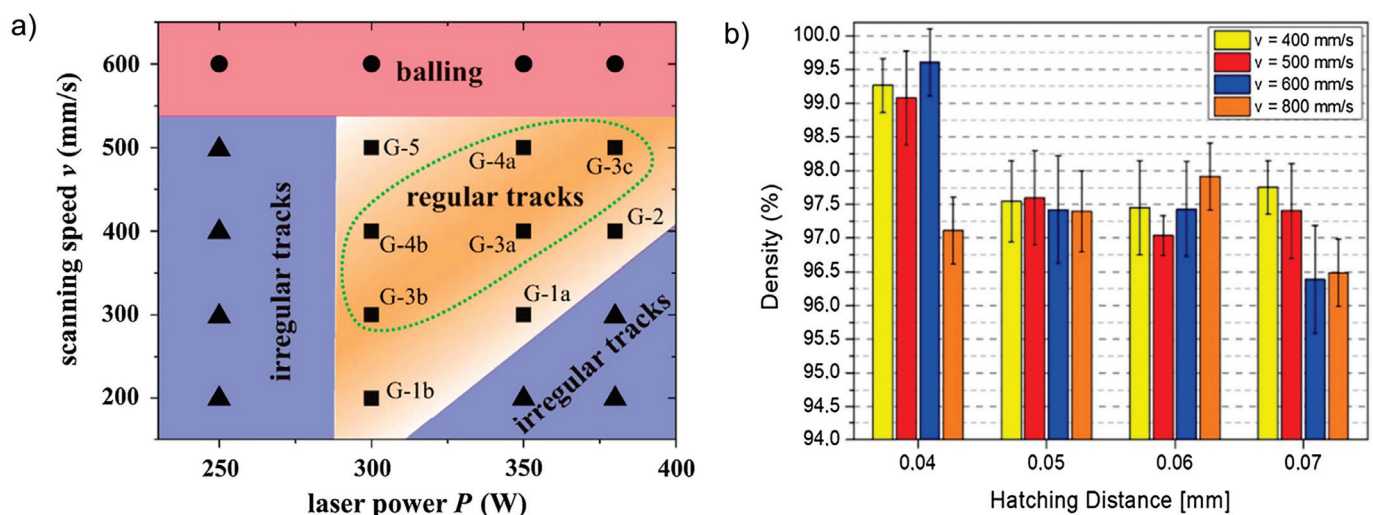 a)
scanning speed v (mm/s)
600
500
400
300
200
balling
irregular tracks
G-5
G-4a
G-3c
regular tracks
G-2
G-4b
G-3a
G-3b
G-1a
G-1b
irregular tracks
250
300
350
400
laser power P (W)
b)
Density (%)
100.0
99.5
99.0
98.5
98.0
97.5
97.0
96.5
96.0
95.5
95.0
94.5
94.0
v = 400 mm/s
v = 500 mm/s
v = 600 mm/s
v = 800 mm/s
0.04
0.05
0.06
0.07
Hatching Distance [mm]